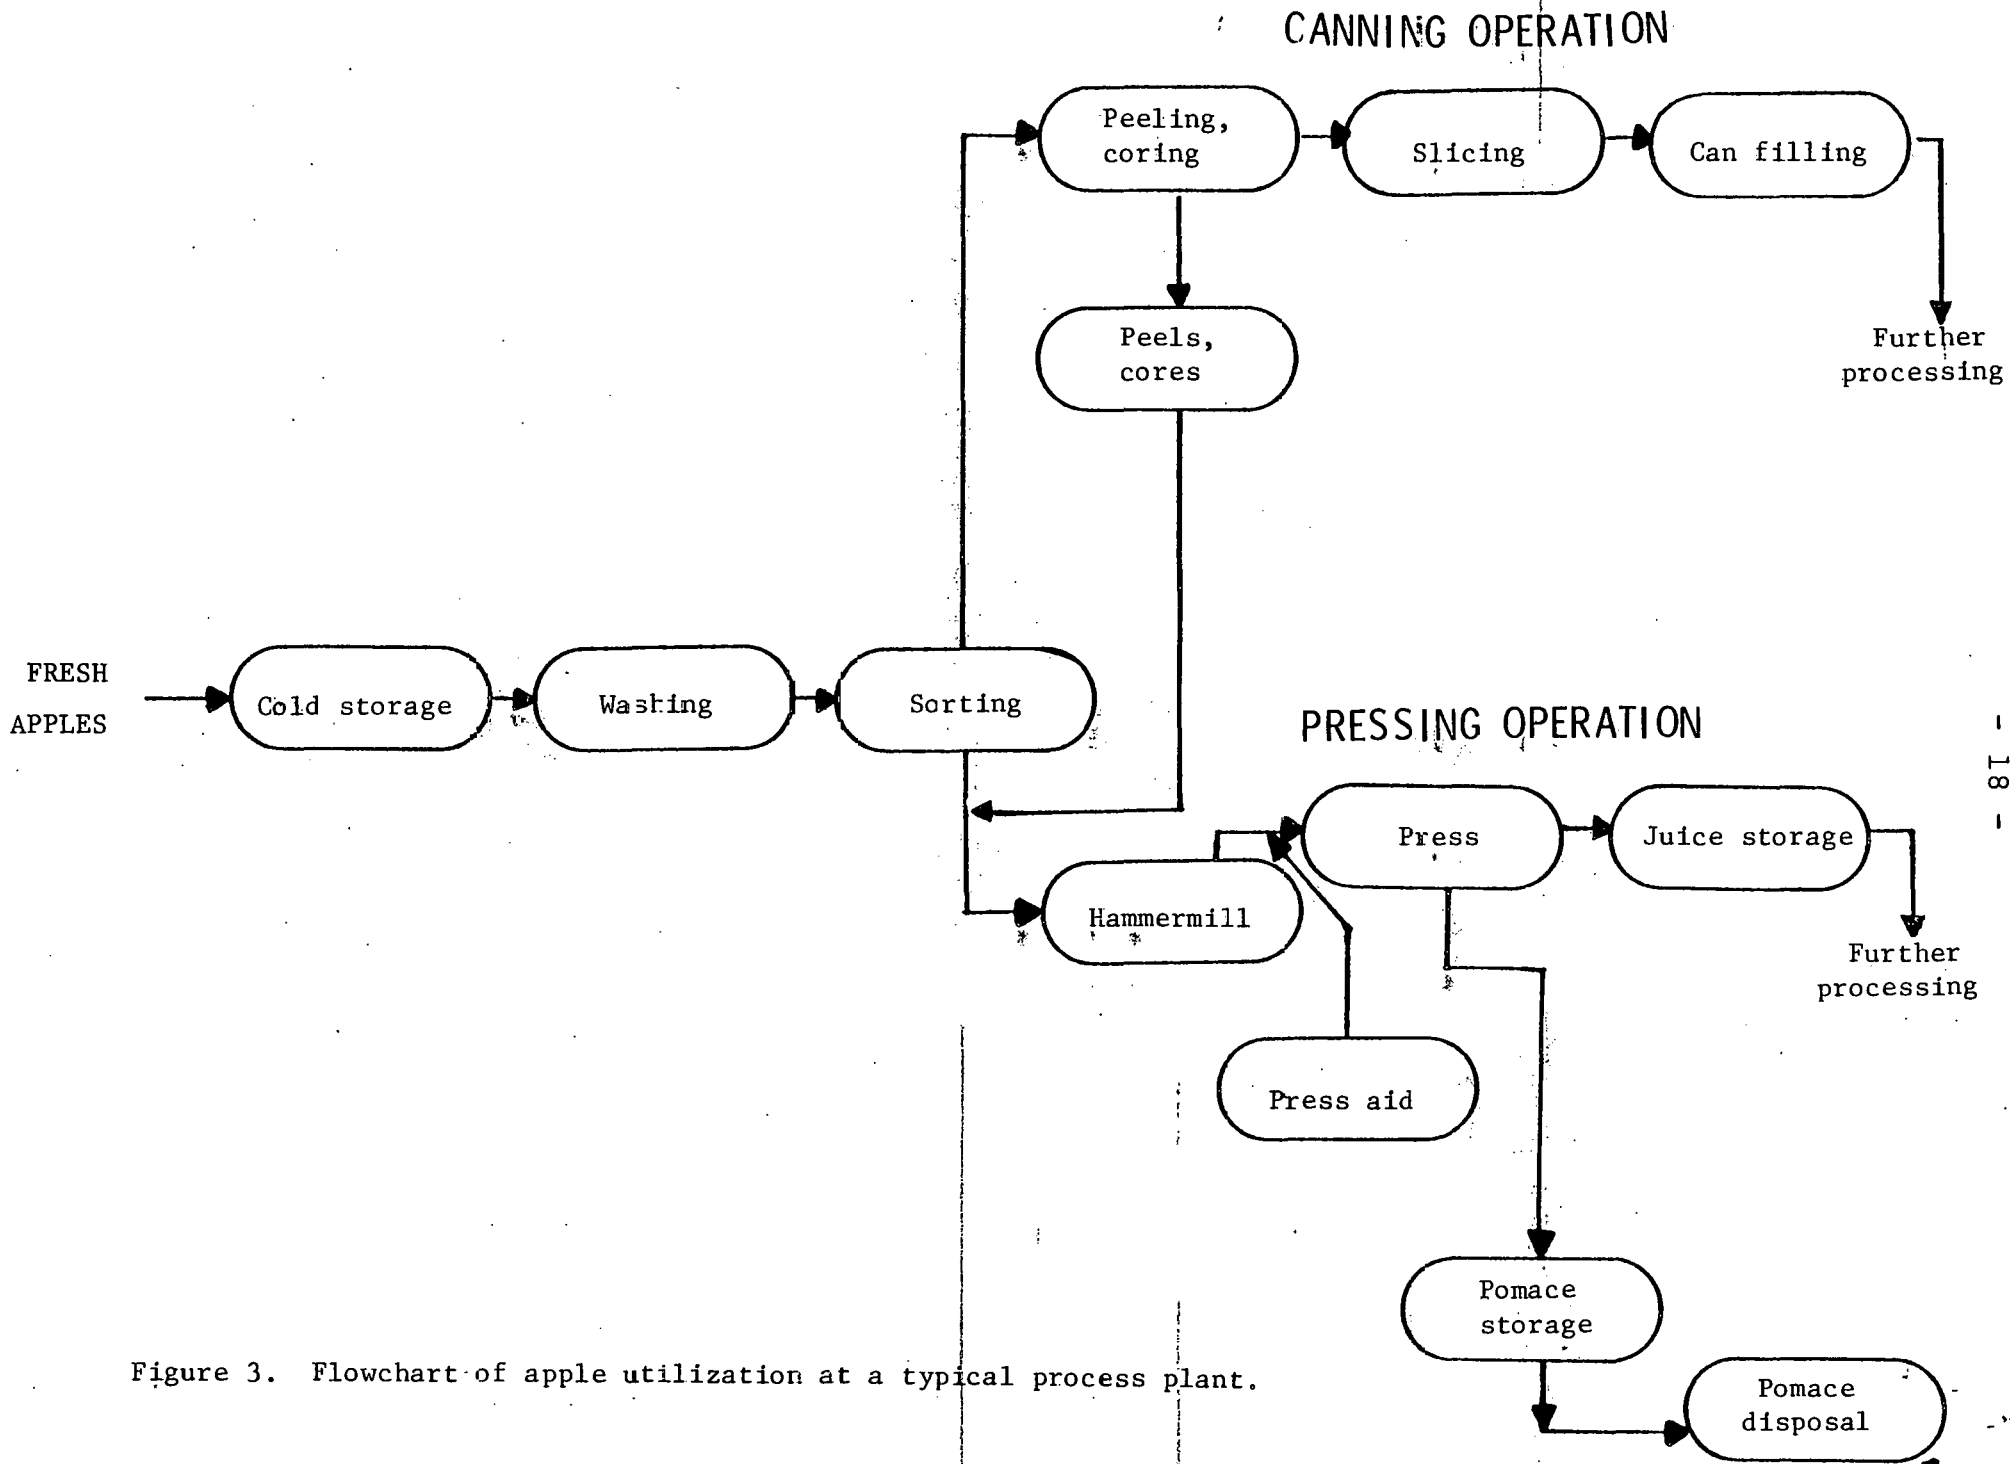 CANNING OPERATION
Peeling,
coring
Slicing
Can filling
Peels,
cores
Further
processing
FRESH
APPLES
Cold storage
Washing
Sorting
PRESSING OPERATION
Press
Juice storage
Hammermill
Further
processing
Press aid
Pomace
storage
Pomace
disposal
Figure 3. Flowchart of apple utilization at a typical process plant.
- 18 -